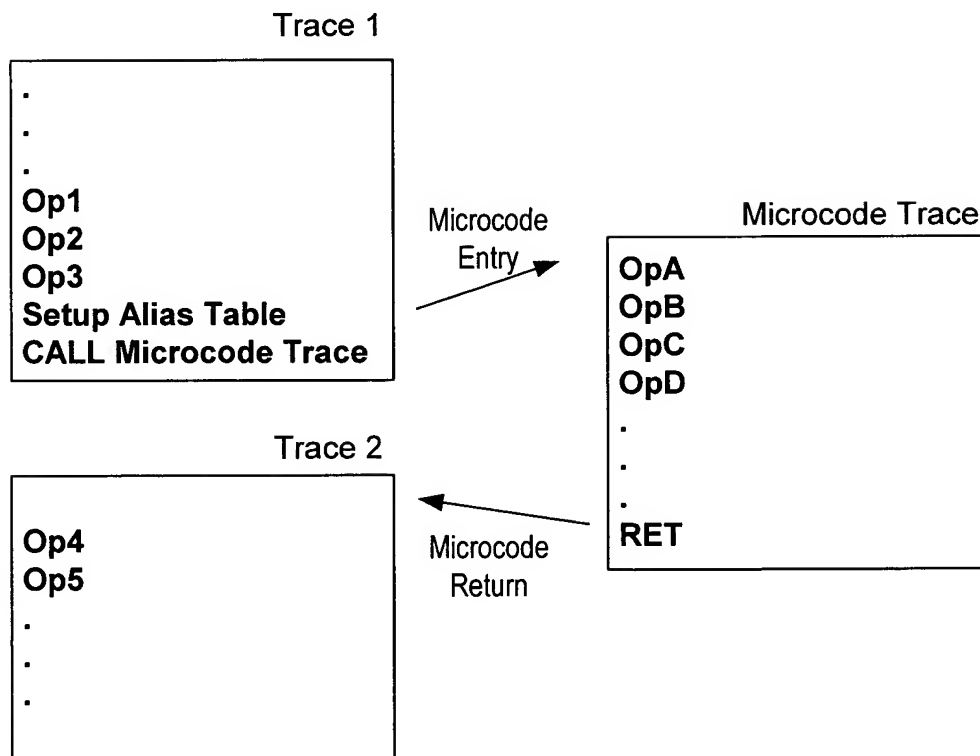 Trace 1
.
.
.
Op1
Op2
Op3
Setup Alias Table
CALL Microcode Trace
Microcode
Entry
Microcode Trace
OpA
OpB
OpC
OpD
.
.
.
RET
Microcode
Return
Trace 2
Op4
Op5
.
.
.